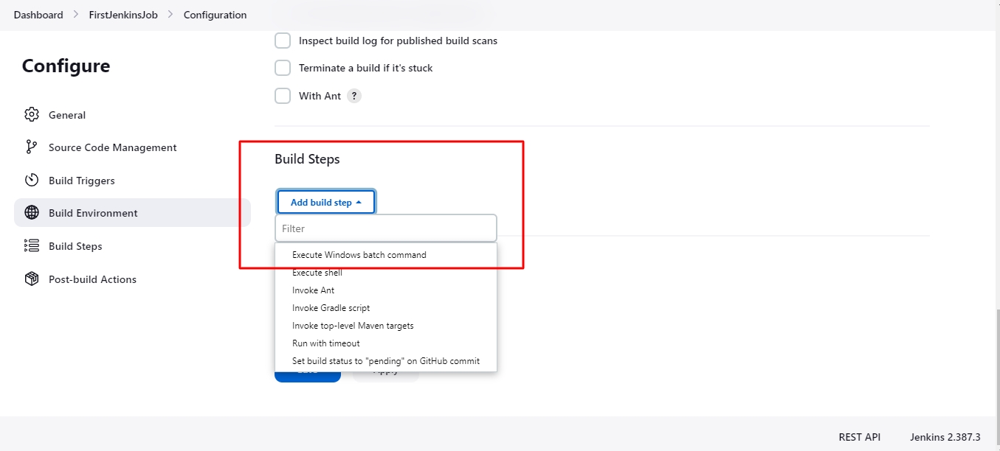 Dashboard > FirstJenkinsJob > Configuration
Configure
General
Source Code Management
Build Triggers
Build Environment
Build Steps
Post-build Actions
Inspect build log for published build scans
Terminate a build if it's stuck
With Ant ?
Build Steps
Add build step
Filter
Execute Windows batch command
Execute shell
Invoke Ant
Invoke Gradle script
Invoke top-level Maven targets
Run with timeout
Set build status to "pending" on GitHub commit
Apply
REST API Jenkins 2.387.3